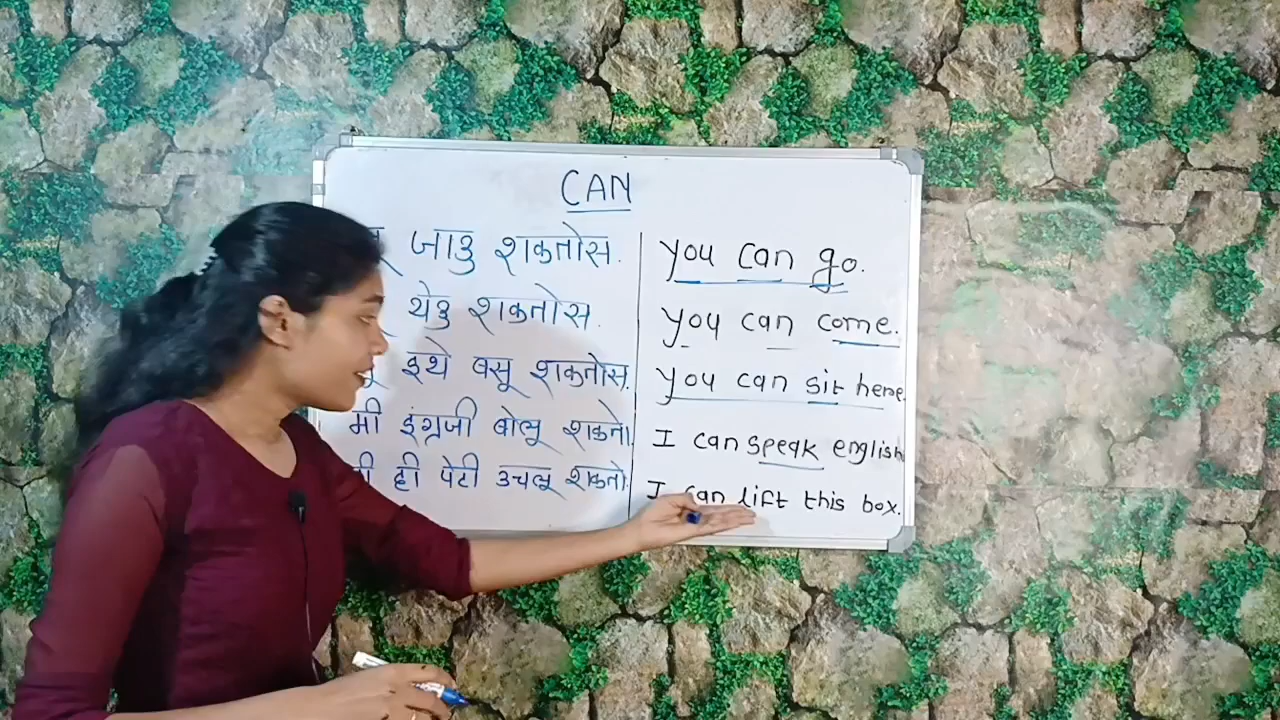 CAN
जाऊ शकतोस.
येऊ शकतोस.
इथे बसू शकतोस.
मी इंग्रजी बोलू शकतो.
ही पेटी उचलू शकतो.
you can go.
you can come.
you can sit here.
I can speak english
I can lift this box.